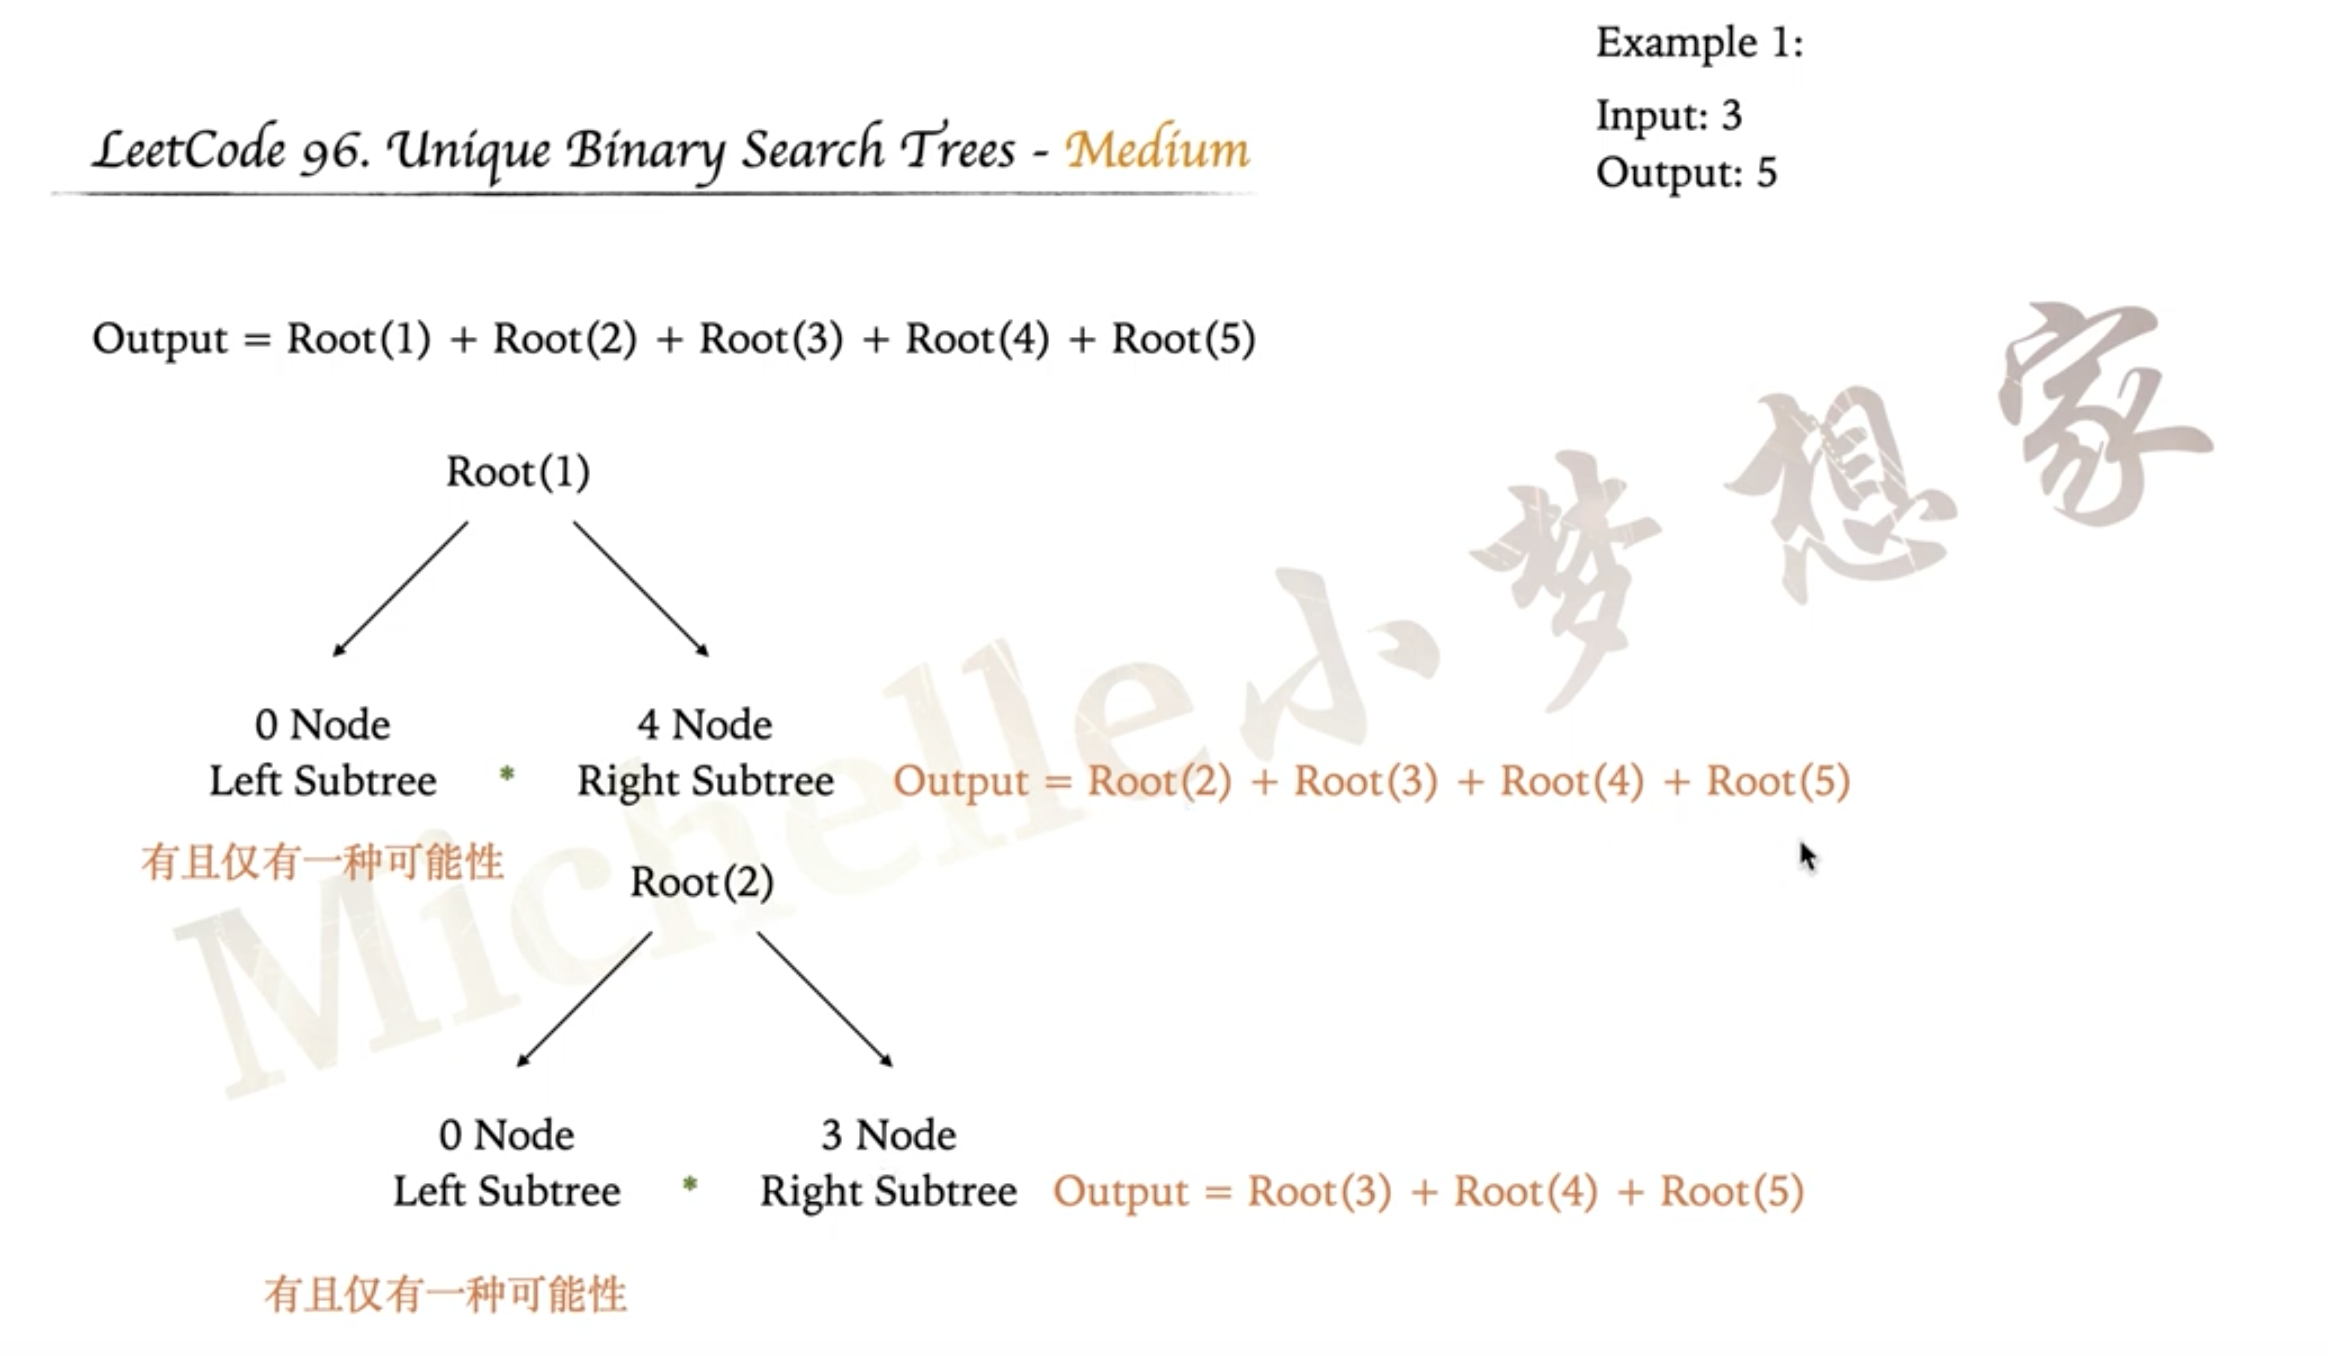 Example 1:
Input: 3
Output: 5
LeetCode 96. Unique Binary Search Trees - Medium
Output = Root(1) + Root(2) + Root(3) + Root(4) + Root(5)
Root(1)
0 Node 4 Node
Left Subtree * Right Subtree Output = Root(2) + Root(3) + Root(4) + Root(5)
有且仅有一种可能性
Root(2)
0 Node 3 Node
Left Subtree * Right Subtree Output = Root(3) + Root(4) + Root(5)
有且仅有一种可能性
Michelle小梦想家